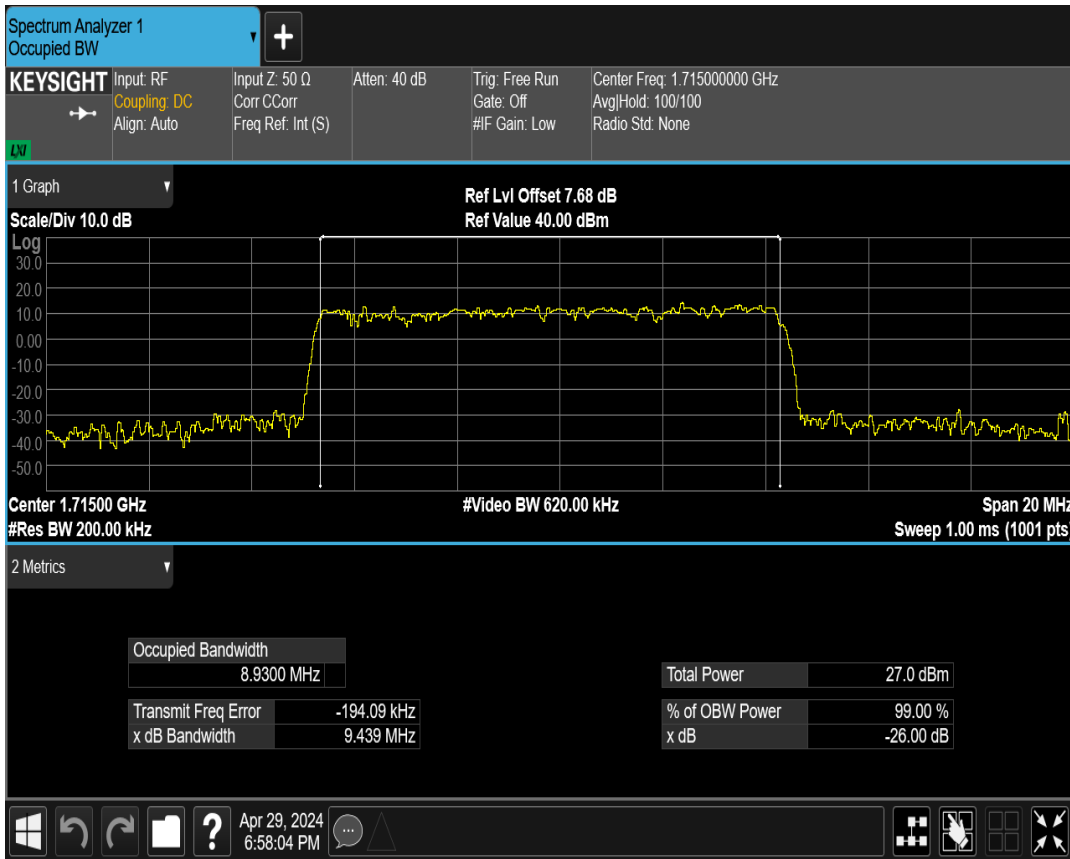 Spectrum Analyzer 1
Occupied BW
+
KEYSIGHT
LXI
Input: RF
Coupling: DC
Align: Auto
Input Z: 50 Ω
Corr CCorr
Freq Ref: Int (S)
Atten: 40 dB
Trig: Free Run
Gate: Off
#IF Gain: Low
Center Freq: 1.715000000 GHz
Avg|Hold: 100/100
Radio Std: None
1 Graph
Scale/Div 10.0 dB
Ref Lvl Offset 7.68 dB
Ref Value 40.00 dBm
Log
30.0
20.0
10.0
0.00
-10.0
-20.0
-30.0
-40.0
-50.0
Center 1.71500 GHz
#Video BW 620.00 kHz
Span 20 MHz
#Res BW 200.00 kHz
Sweep 1.00 ms (1001 pts)
2 Metrics
Occupied Bandwidth
8.9300 MHz
Total Power 27.0 dBm
Transmit Freq Error -194.09 kHz
% of OBW Power 99.00 %
x dB Bandwidth 9.439 MHz
x dB -26.00 dB
?
Apr 29, 2024
6:58:04 PM